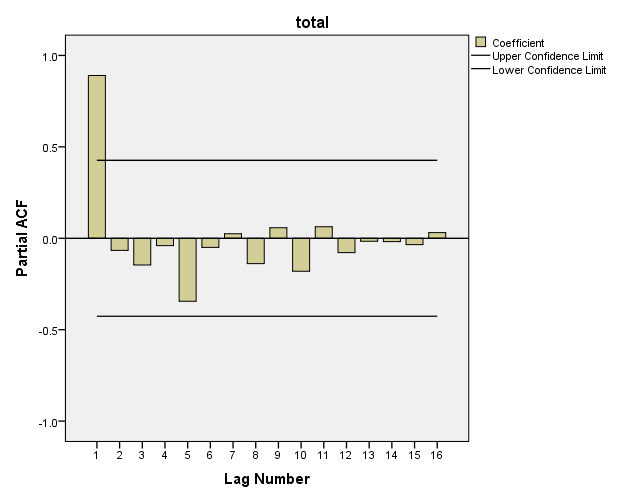 total
Coefficient
Upper Confidence Limit
Lower Confidence Limit
1.0
0.5
0.0
-0.5
-1.0
Partial ACF
1 2 3 4 5 6 7 8 9 10 11 12 13 14 15 16
Lag Number